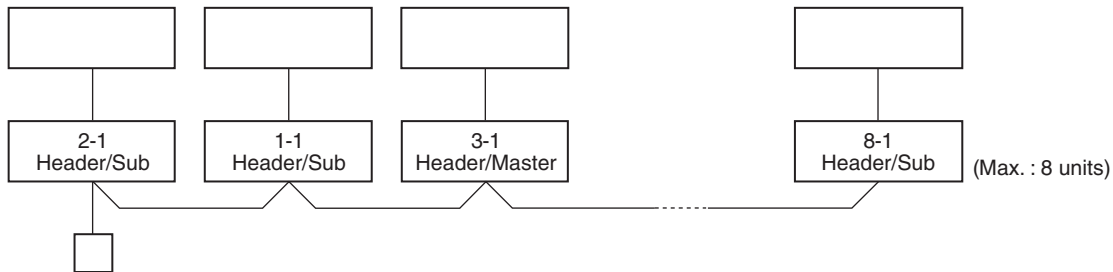 2-1
Header/Sub
1-1
Header/Sub
3-1
Header/Master
8-1
Header/Sub
(Max. : 8 units)